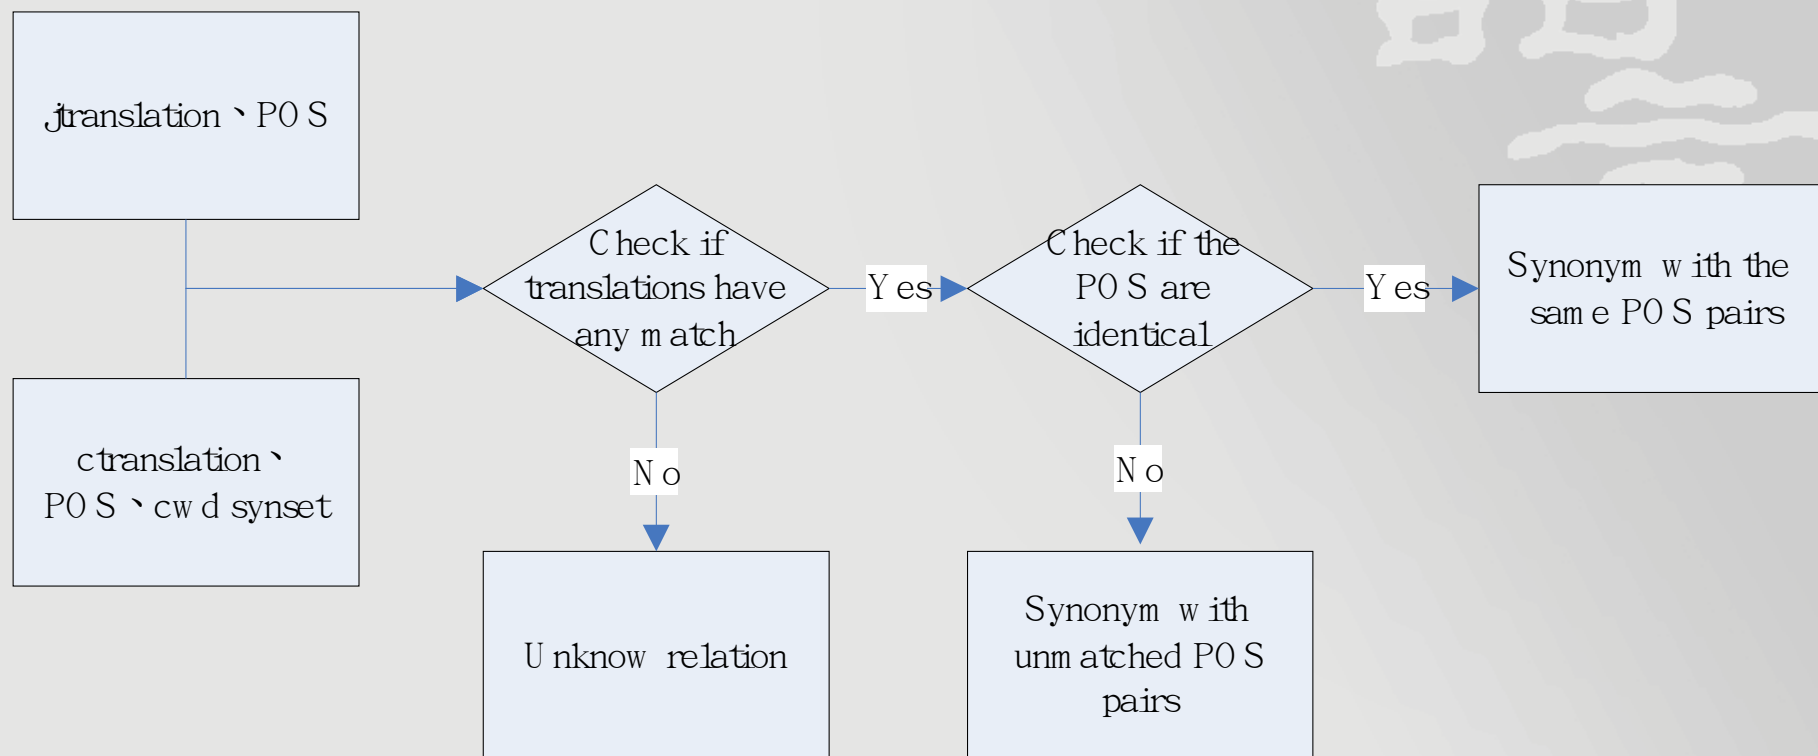 jtranslation、POS
ctranslation、
POS、cwd synset
Check if
translations have
any match
Yes
No
Unknow relation
Check if the
POS are
identical
Yes
No
Synonym with
unmatched POS
pairs
Synonym with the
same POS pairs